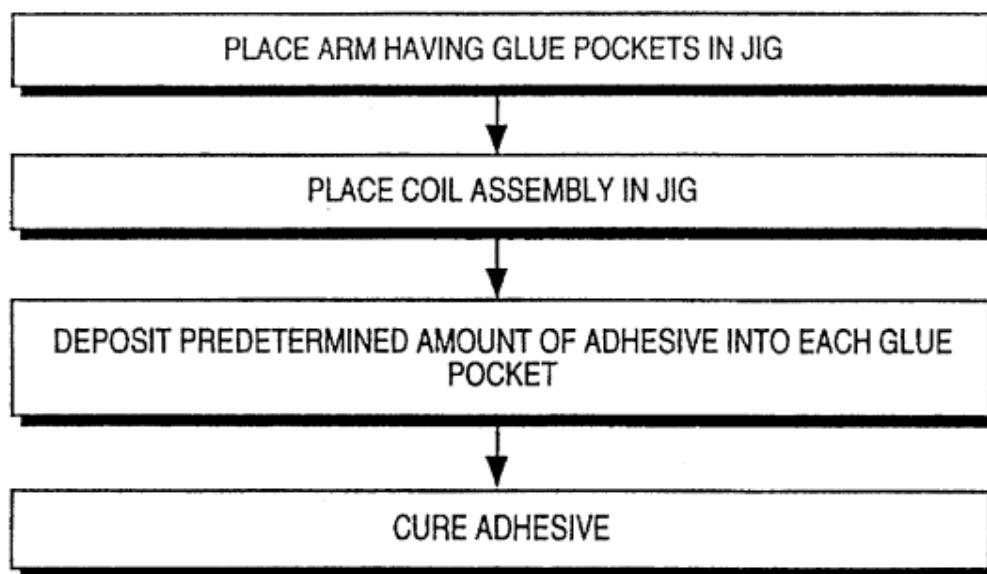 PLACE ARM HAVING GLUE POCKETS IN JIG
PLACE COIL ASSEMBLY IN JIG
DEPOSIT PREDETERMINED AMOUNT OF ADHESIVE INTO EACH GLUE
POCKET
CURE ADHESIVE